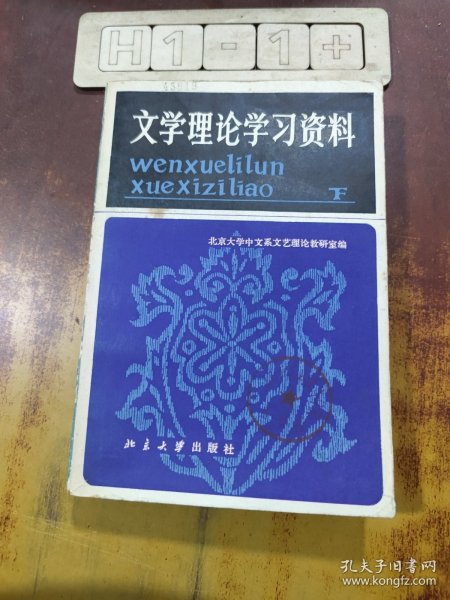 H1-1+
文学理论学习资料
wenxuelilun
xuexiziliao
下
北京大学中文系文艺理论教研室编
北京大学出版社
孔夫子旧书网
www.kongfz.com